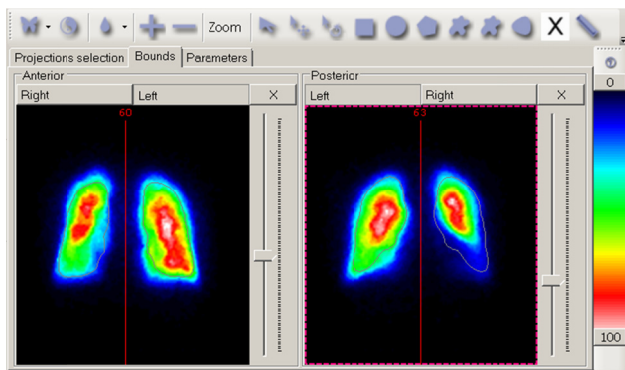 Zoom
X
Projections selection Bounds Parameters
Anterior
Right Left X
60
Posterior
Left Right X
63
0
100